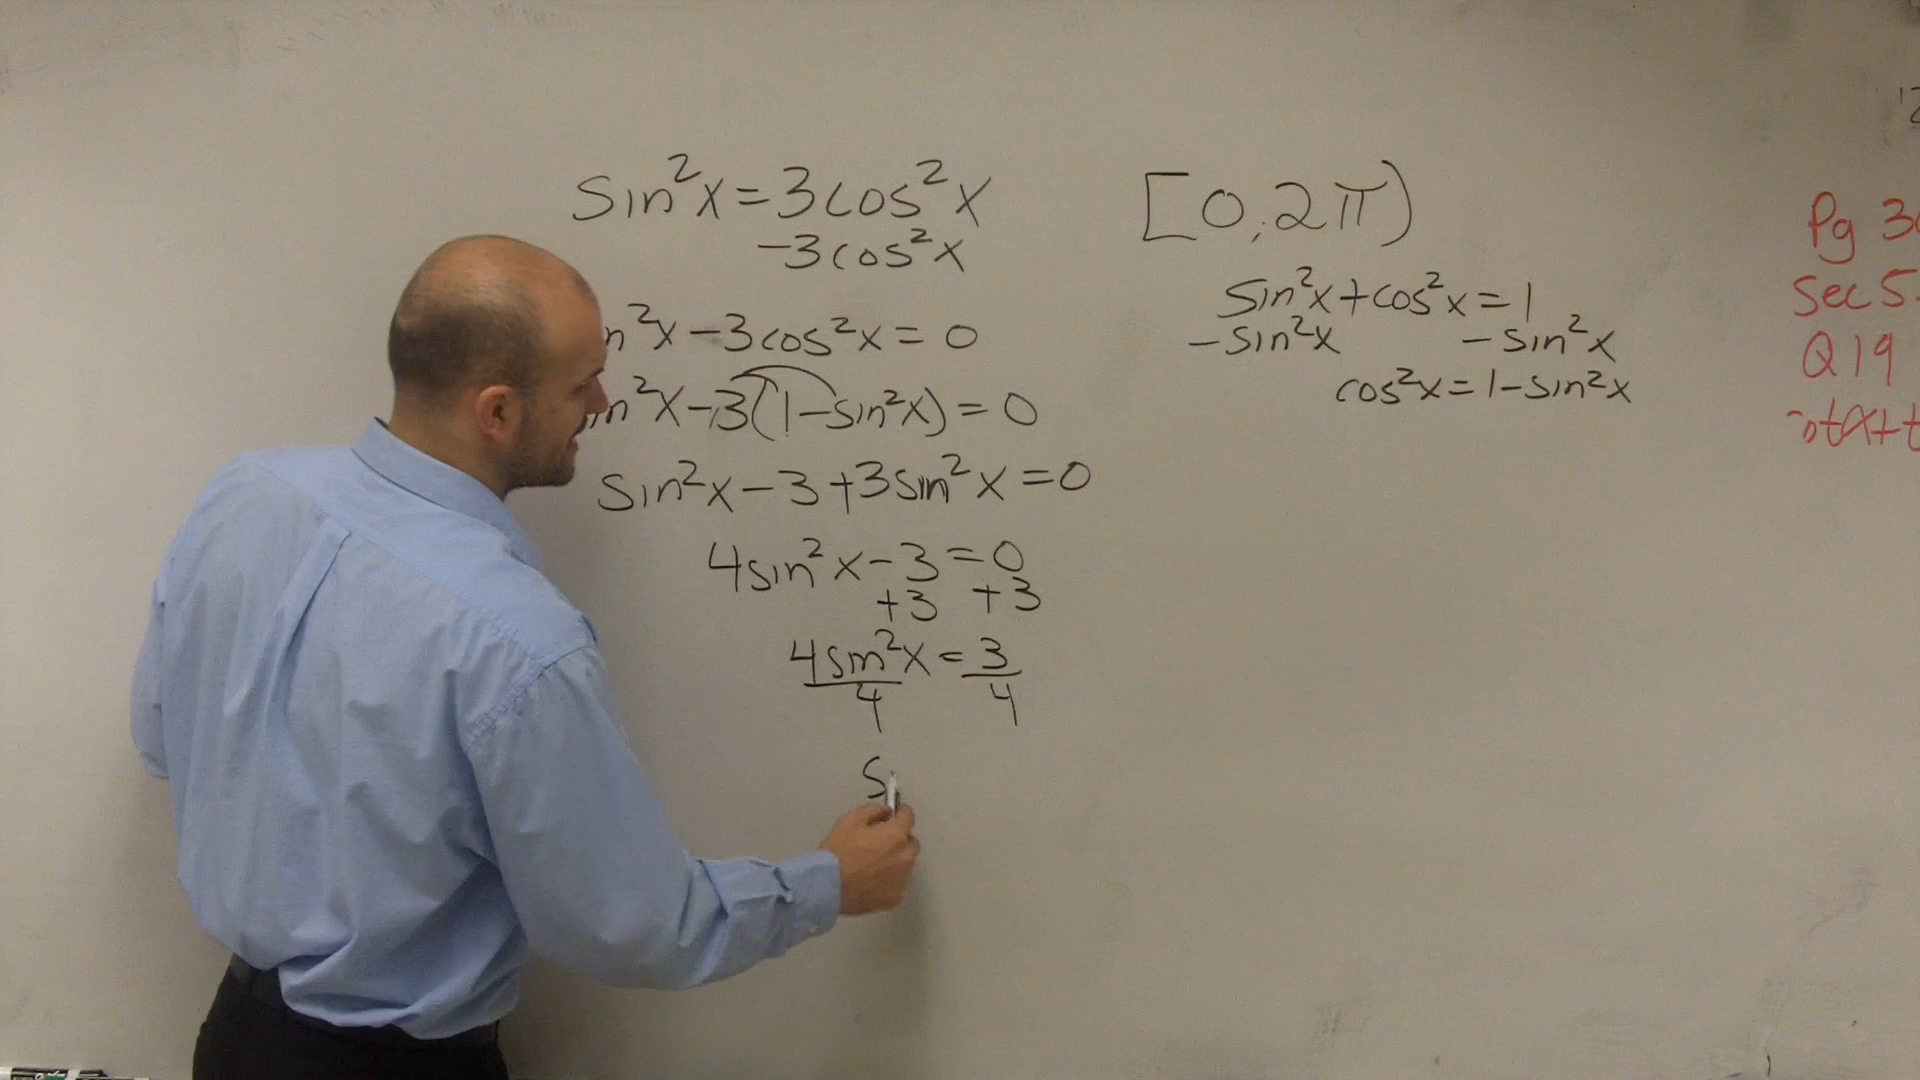 sin²x = 3cos²x
-3cos²x
n²x - 3cos²x = 0
n²x - 3(1 - sin²x) = 0
sin²x - 3 + 3sin²x = 0
4sin²x - 3 = 0
+3 +3
4sin²x = 3
4 4
S
[0, 2π)
sin²x + cos²x = 1
-sin²x -sin²x
cos²x = 1 - sin²x
Pg 3
Sec 5
Q 19